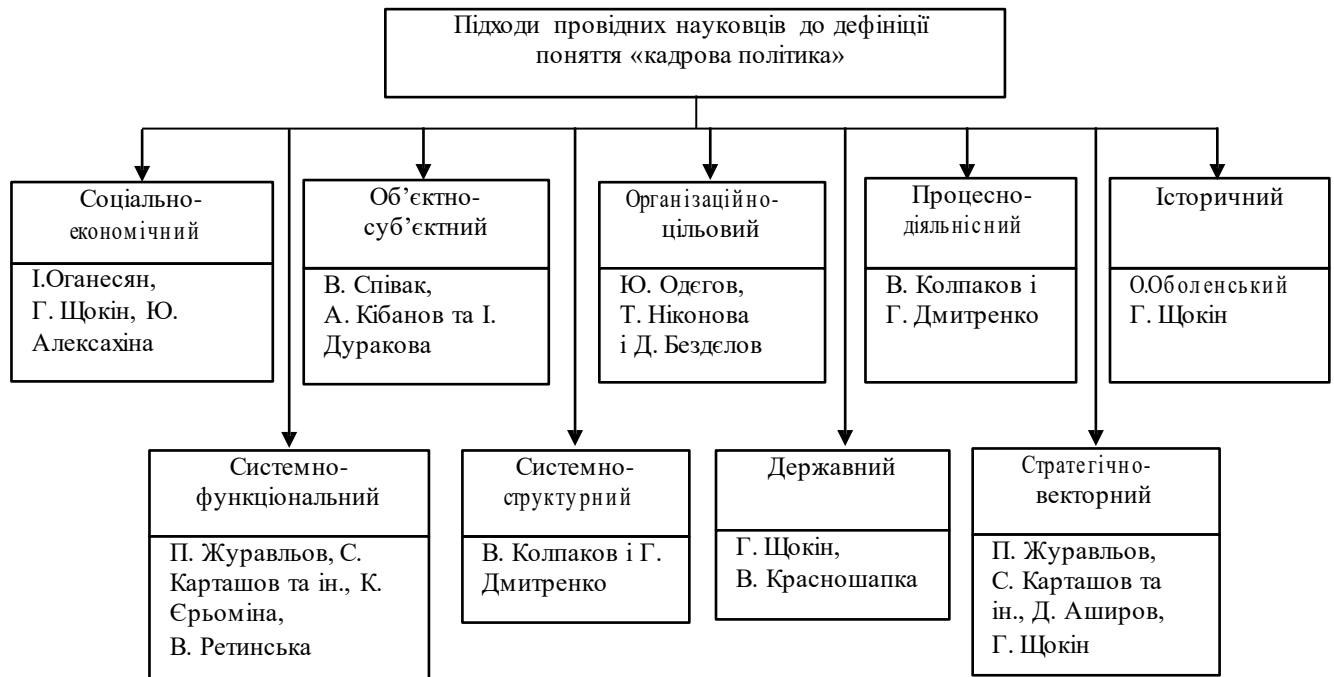 Підходи провідних науковців до дефініції
поняття «кадрова політика»
Соціально-
економічний
І.Оганесян,
Г. Щокін, Ю.
Алексахіна
Об’єктно-
суб’єктний
В. Співак,
А. Кібанов та І.
Дуракова
Організаційно-
цільовий
Ю. Одєгов,
Т. Ніконова
і Д. Бездєлов
Процесно-
діяльнісний
В. Колпаков і
Г. Дмитренко
Історичний
О.Оболенський
Г. Щокін
Системно-
функціональний
П. Журавльов, С.
Карташов та ін., К.
Єрьоміна,
В. Ретинська
Системно-
структурний
В. Колпаков і Г.
Дмитренко
Державний
Г. Щокін,
В. Красношапка
Стратегічно-
векторний
П. Журавльов,
С. Карташов та
ін., Д. Аширов,
Г. Щокін